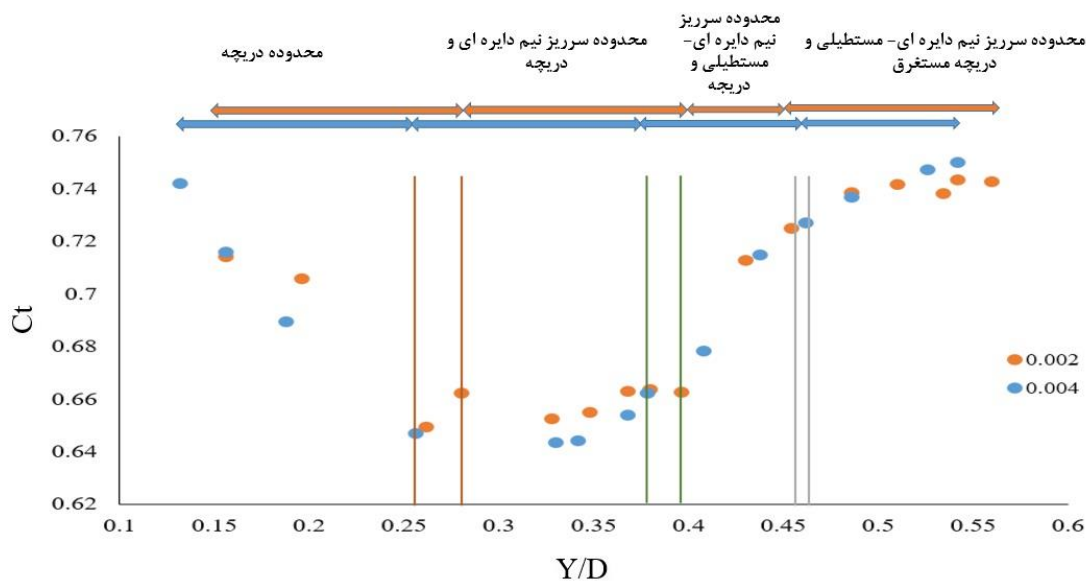 محدوده دریچه
محدوده سرریز نیم دایره ای و
دریچه
محدوده سرریز
نیم دایره ای-
مستطیلی و
دریچه
محدوده سرریز نیم دایره ای- مستطیلی و
دریچه مستغرق
0.76
0.74
0.72
0.7
0.68
0.66
0.64
0.62
Ct
0.1
0.15
0.2
0.25
0.3
0.35
0.4
0.45
0.5
0.55
0.6
Y/D
0.002
0.004